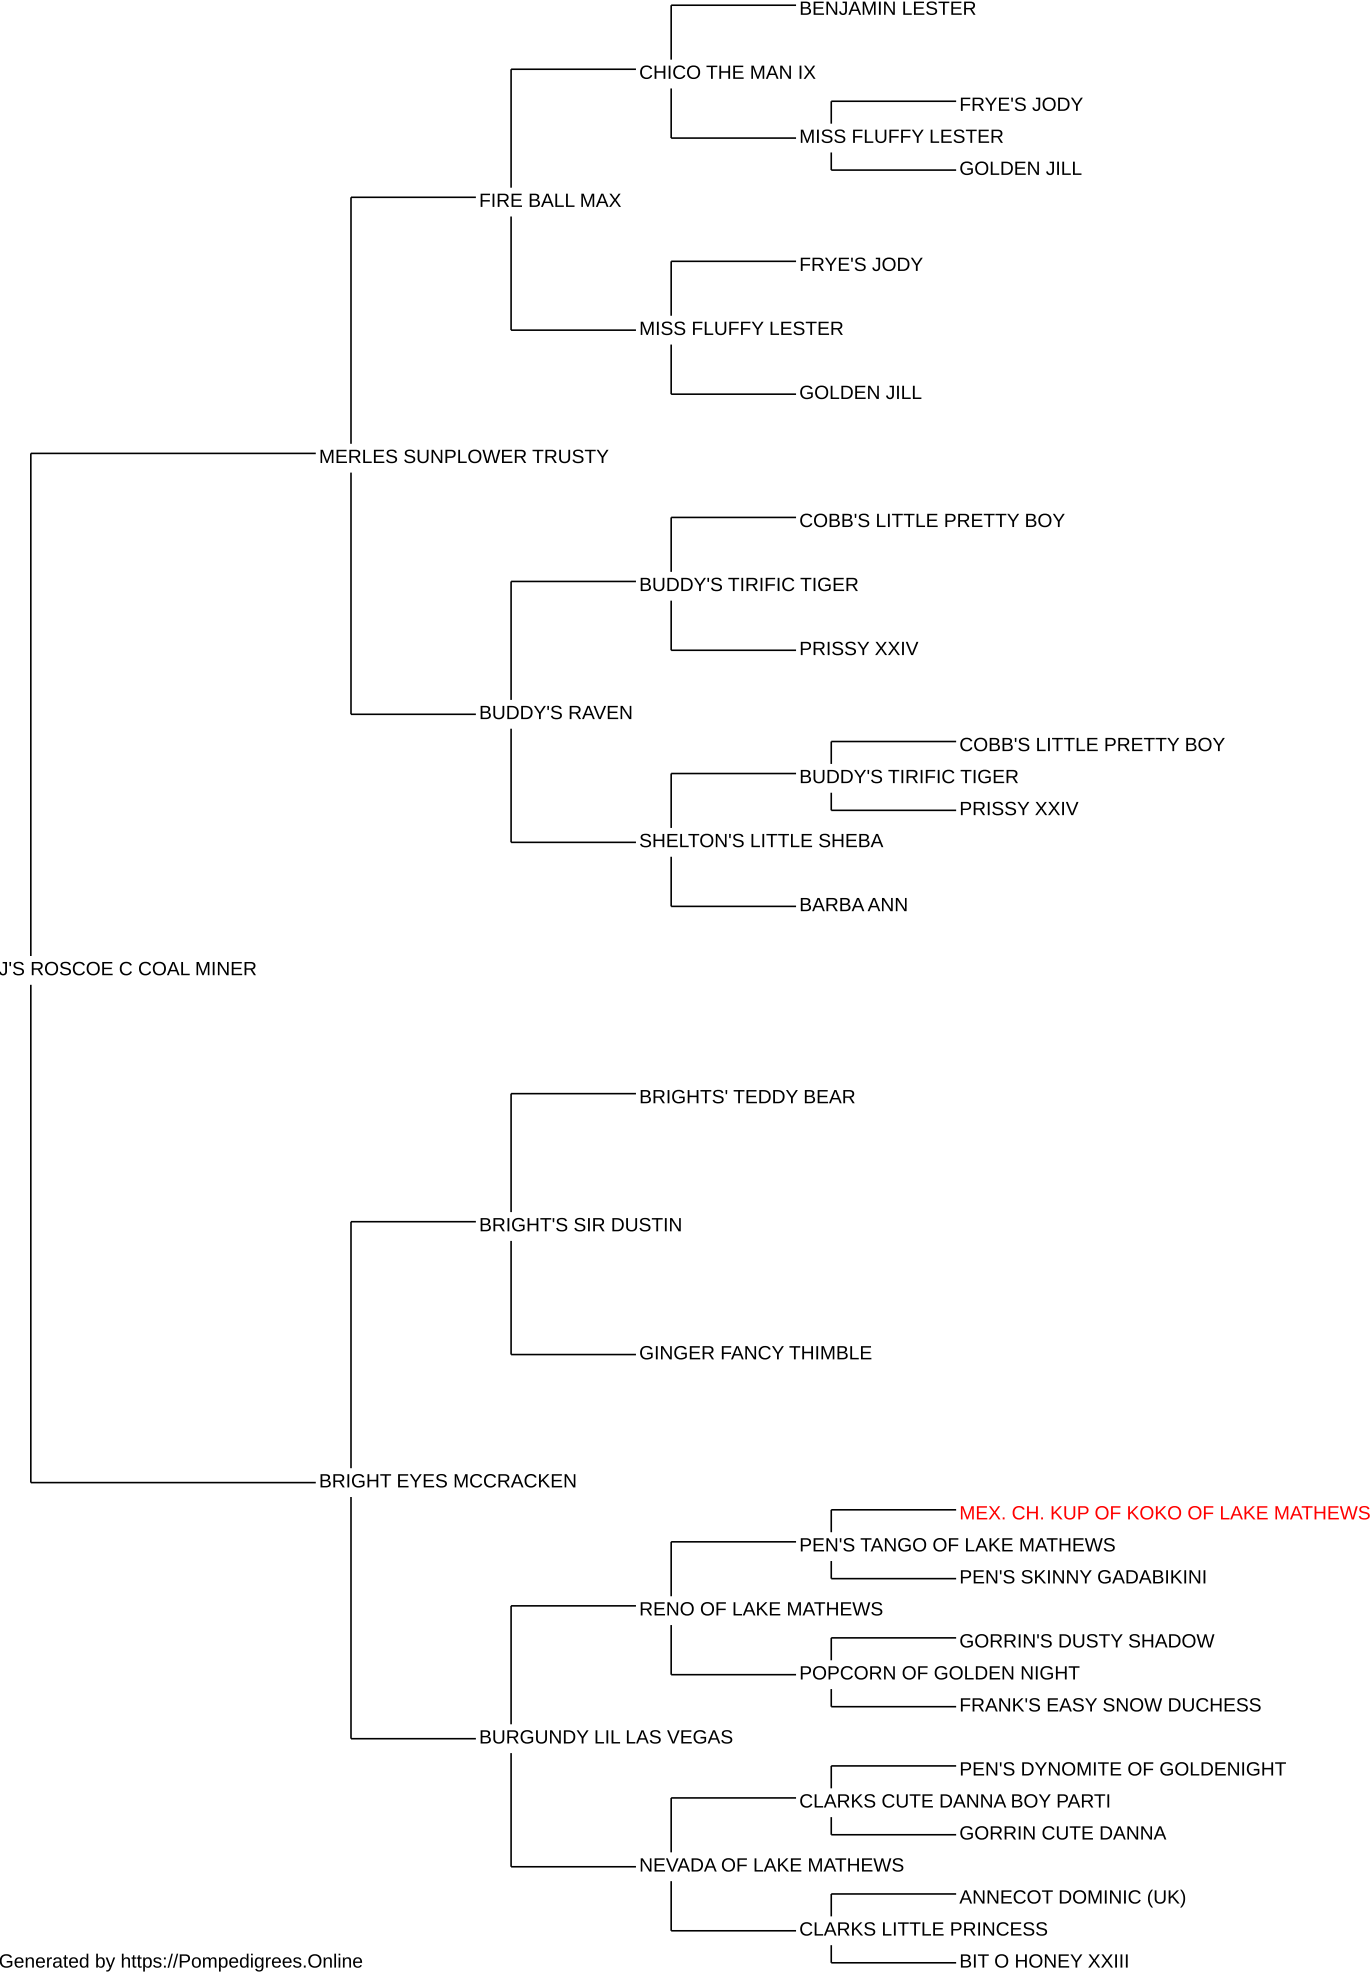 BENJAMIN LESTER
CHICO THE MAN IX
FRYE'S JODY
MISS FLUFFY LESTER
GOLDEN JILL
FIRE BALL MAX
FRYE'S JODY
MISS FLUFFY LESTER
GOLDEN JILL
MERLES SUNPLOWER TRUSTY
COBB'S LITTLE PRETTY BOY
BUDDY'S TIRIFIC TIGER
PRISSY XXIV
BUDDY'S RAVEN
COBB'S LITTLE PRETTY BOY
BUDDY'S TIRIFIC TIGER
PRISSY XXIV
SHELTON'S LITTLE SHEBA
BARBA ANN
J'S ROSCOE C COAL MINER
BRIGHTS' TEDDY BEAR
BRIGHT'S SIR DUSTIN
GINGER FANCY THIMBLE
BRIGHT EYES MCCRACKEN
MEX. CH. KUP OF KOKO OF LAKE MATHEWS
PEN'S TANGO OF LAKE MATHEWS
PEN'S SKINNY GADABIKINI
RENO OF LAKE MATHEWS
GORRIN'S DUSTY SHADOW
POPCORN OF GOLDEN NIGHT
FRANK'S EASY SNOW DUCHESS
BURGUNDY LIL LAS VEGAS
PEN'S DYNOMITE OF GOLDENIGHT
CLARKS CUTE DANNA BOY PARTI
GORRIN CUTE DANNA
NEVADA OF LAKE MATHEWS
ANNECOT DOMINIC (UK)
CLARKS LITTLE PRINCESS
BIT O HONEY XXIII
Generated by https://Pompedigrees.Online